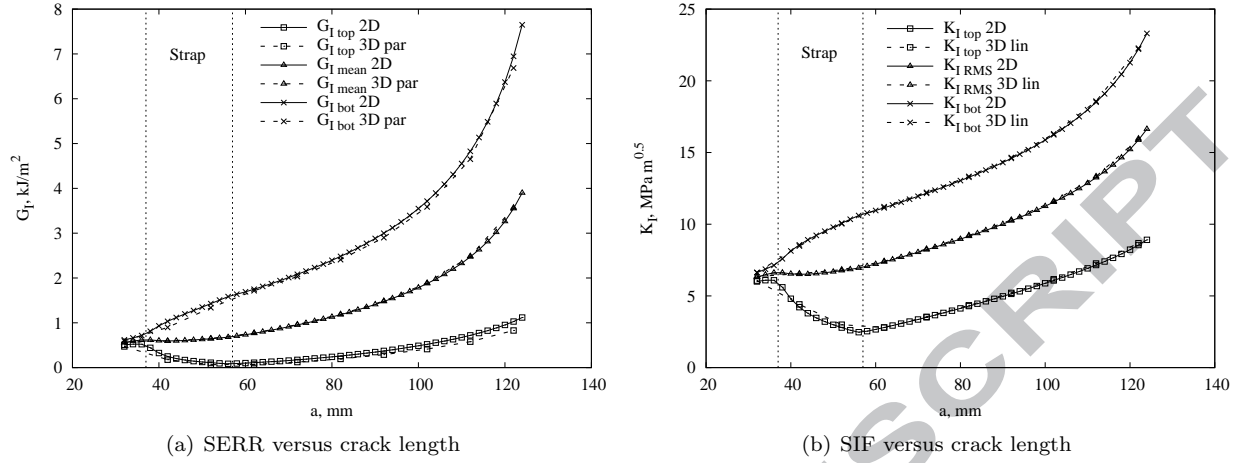 8
7
6
5
4
3
2
1
0
G_I, kJ/m^2
20 40 60 80 100 120 140
a, mm
Strap
G_I top 2D
G_I top 3D par
G_I mean 2D
G_I mean 3D par
G_I bot 2D
G_I bot 3D par
(a) SERR versus crack length
25
20
15
10
5
0
K_I, MPa m^0.5
20 40 60 80 100 120 140
a, mm
Strap
K_I top 2D
K_I top 3D lin
K_I RMS 2D
K_I RMS 3D lin
K_I bot 2D
K_I bot 3D lin
(b) SIF versus crack length
SCRIPT